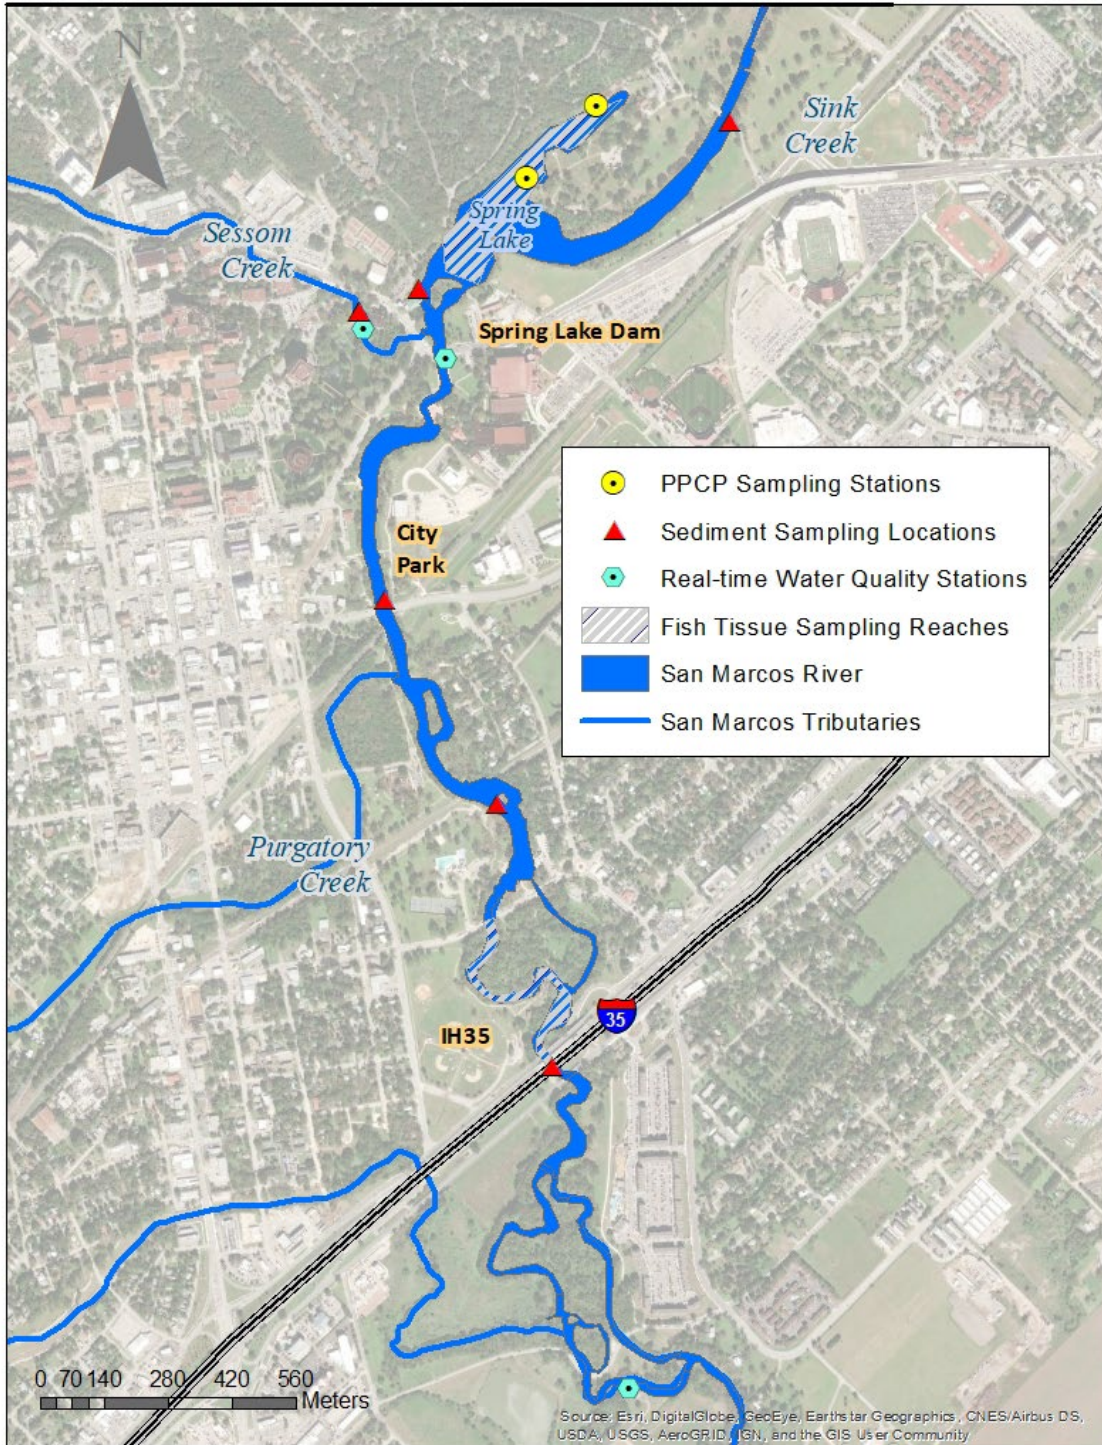 N
Sink
Creek
Spring
Lake
Sessom
Creek
Spring Lake Dam
PPCP Sampling Stations
Sediment Sampling Locations
Real-time Water Quality Stations
Fish Tissue Sampling Reaches
San Marcos River
San Marcos Tributaries
City
Park
Purgatory
Creek
35
IH35
0 70 140 280 420 560
Meters
Source: Esri, DigitalGlobe, GeoEye, Earthstar Geographics, CNES/Airbus DS,
USDA, USGS, AeroGRID, IGN, and the GIS User Community